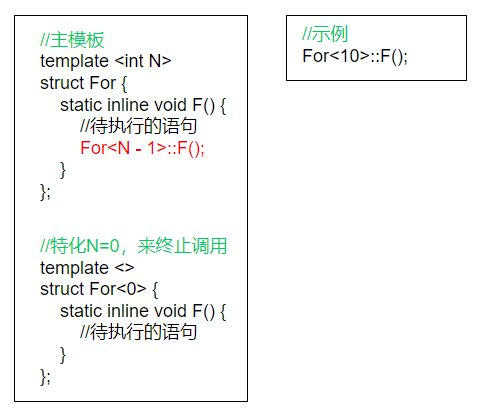 //主模板
template <int N>
struct For {
    static inline void F() {
        //待执行的语句
        For<N - 1>::F();
    }
};
//特化N=0，来终止调用
template <>
struct For<0> {
    static inline void F() {
        //待执行的语句
    }
};
//示例
For<10>::F();